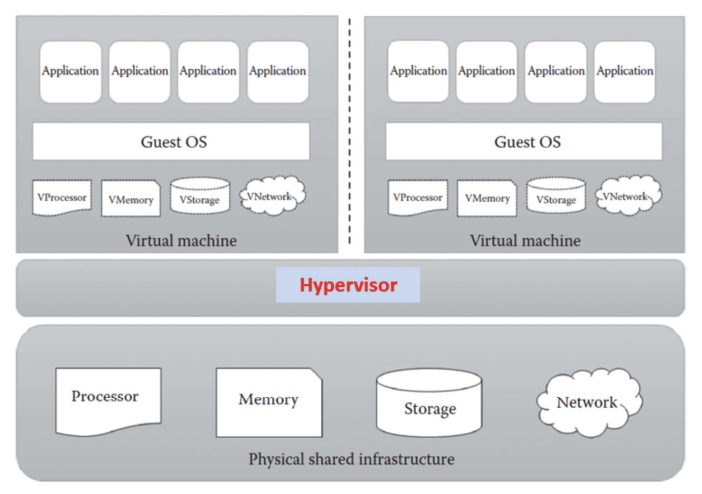 Application Application Application Application
Application Application Application Application
Guest OS
Guest OS
VProcessor VMemory VStorage VNetwork
VProcessor VMemory VStorage VNetwork
Virtual machine
Virtual machine
Hypervisor
Processor Memory Storage Network
Physical shared infrastructure